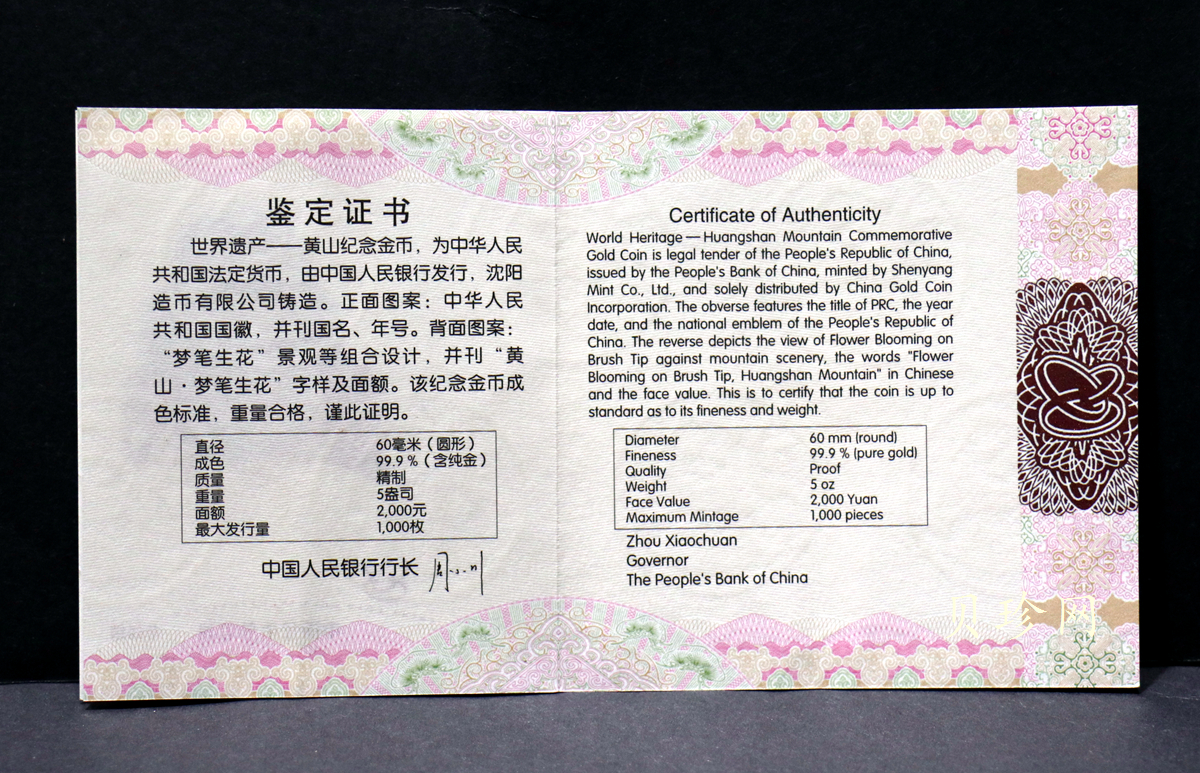 鉴定证书
世界遗产——黄山纪念金币，为中华人民
共和国法定货币，由中国人民银行发行，沈阳
造币有限公司铸造。正面图案：中华人民
共和国国徽，并刊国名、年号。背面图案：
“梦笔生花”景观等组合设计，并刊“黄
山·梦笔生花”字样及面额。该纪念金币成
色标准，重量合格，谨此证明。
直径 60毫米（圆形）
成色 99.9 %（含纯金）
质量 精制
重量 5盎司
面额 2,000元
最大发行量 1,000枚
中国人民银行行长
Certificate of Authenticity
World Heritage — Huangshan Mountain Commemorative
Gold Coin is legal tender of the People's Republic of China,
issued by the People's Bank of China, minted by Shenyang
Mint Co., Ltd., and solely distributed by China Gold Coin
Incorporation. The obverse features the title of PRC, the year
date, and the national emblem of the People's Republic of
China. The reverse depicts the view of Flower Blooming on
Brush Tip against mountain scenery, the words "Flower
Blooming on Brush Tip, Huangshan Mountain" in Chinese
and the face value. This is to certify that the coin is up to
standard as to its fineness and weight.
Diameter 60 mm (round)
Fineness 99.9 % (pure gold)
Quality Proof
Weight 5 oz
Face Value 2,000 Yuan
Maximum Mintage 1,000 pieces
Zhou Xiaochuan
Governor
The People's Bank of China
珍网